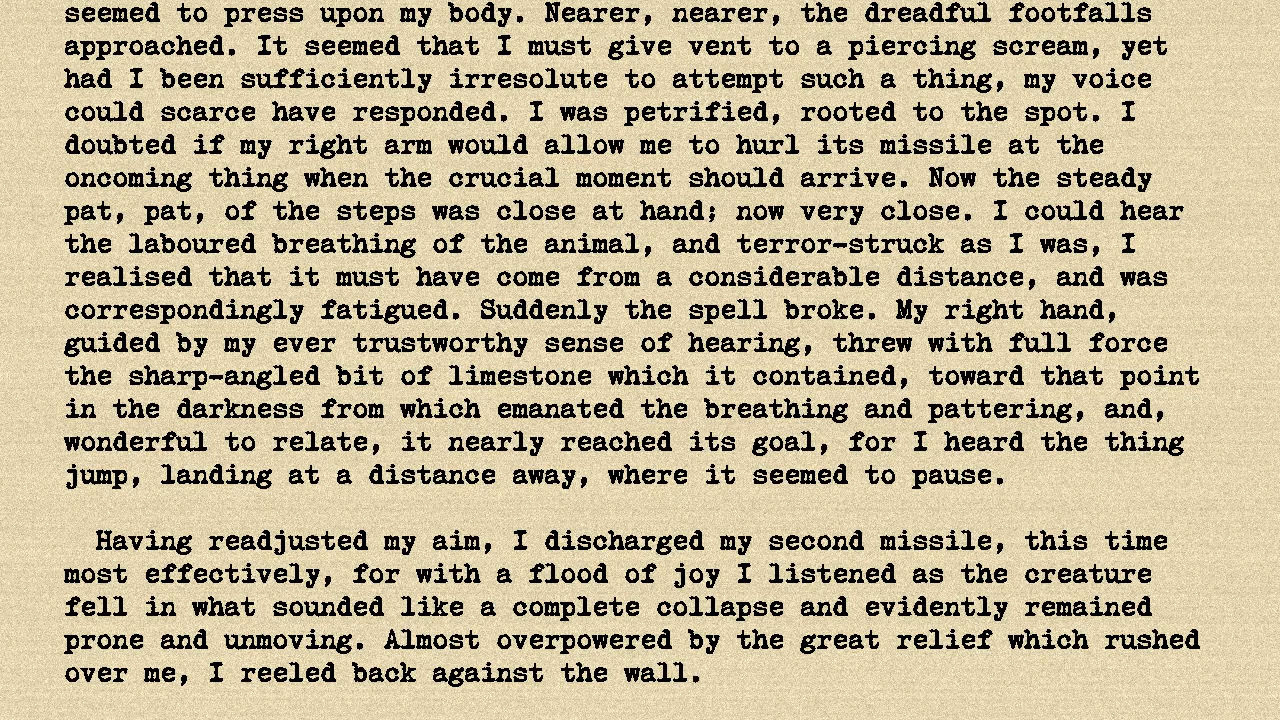 seemed to press upon my body. Nearer, nearer, the dreadful footfalls
approached. It seemed that I must give vent to a piercing scream, yet
had I been sufficiently irresolute to attempt such a thing, my voice
could scarce have responded. I was petrified, rooted to the spot. I
doubted if my right arm would allow me to hurl its missile at the
oncoming thing when the crucial moment should arrive. Now the steady
pat, pat, of the steps was close at hand; now very close. I could hear
the laboured breathing of the animal, and terror-struck as I was, I
realised that it must have come from a considerable distance, and was
correspondingly fatigued. Suddenly the spell broke. My right hand,
guided by my ever trustworthy sense of hearing, threw with full force
the sharp-angled bit of limestone which it contained, toward that point
in the darkness from which emanated the breathing and pattering, and,
wonderful to relate, it nearly reached its goal, for I heard the thing
jump, landing at a distance away, where it seemed to pause.

Having readjusted my aim, I discharged my second missile, this time
most effectively, for with a flood of joy I listened as the creature
fell in what sounded like a complete collapse and evidently remained
prone and unmoving. Almost overpowered by the great relief which rushed
over me, I reeled back against the wall.